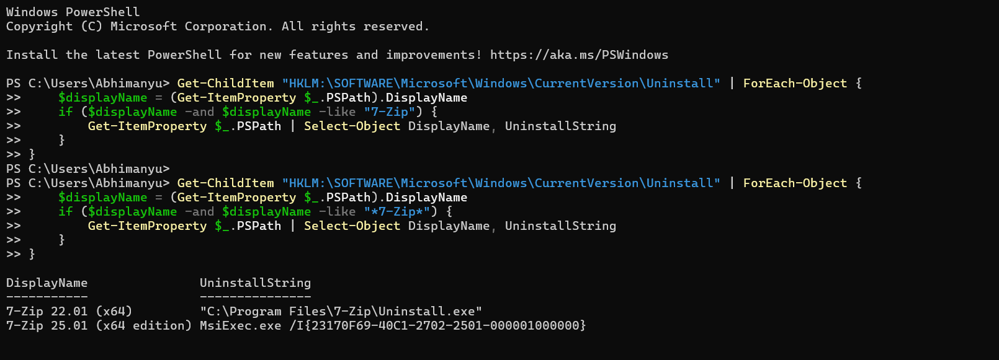 Windows PowerShell
Copyright (C) Microsoft Corporation. All rights reserved.

Install the latest PowerShell for new features and improvements! https://aka.ms/PSWindows

PS C:\Users\Abhimanyu> Get-ChildItem "HKLM:\SOFTWARE\Microsoft\Windows\CurrentVersion\Uninstall" | ForEach-Object {
>>     $displayName = (Get-ItemProperty $_.PSPath).DisplayName
>>     if ($displayName -and $displayName -like "7-Zip") {
>>         Get-ItemProperty $_.PSPath | Select-Object DisplayName, UninstallString
>>     }
>> }
PS C:\Users\Abhimanyu>
PS C:\Users\Abhimanyu> Get-ChildItem "HKLM:\SOFTWARE\Microsoft\Windows\CurrentVersion\Uninstall" | ForEach-Object {
>>     $displayName = (Get-ItemProperty $_.PSPath).DisplayName
>>     if ($displayName -and $displayName -like "*7-Zip*") {
>>         Get-ItemProperty $_.PSPath | Select-Object DisplayName, UninstallString
>>     }
>> }

DisplayName               UninstallString
-----------               ---------------
7-Zip 22.01 (x64)         "C:\Program Files\7-Zip\Uninstall.exe"
7-Zip 25.01 (x64 edition) MsiExec.exe /I{23170F69-40C1-2702-2501-000001000000}